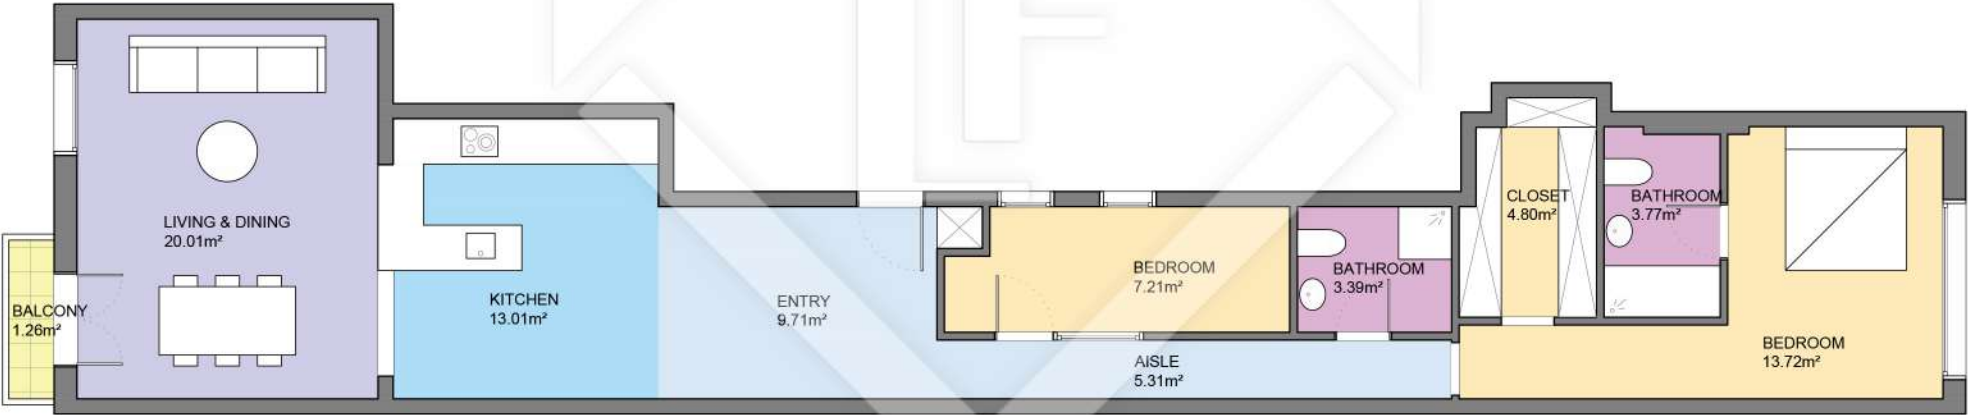 LIVING & DINING
20.01m²
BALCONY
1.26m²
KITCHEN
13.01m²
ENTRY
9.71m²
BEDROOM
7.21m²
BATHROOM
3.39m²
AISLE
5.31m²
CLOSET
4.80m²
BATHROOM
3.77m²
BEDROOM
13.72m²